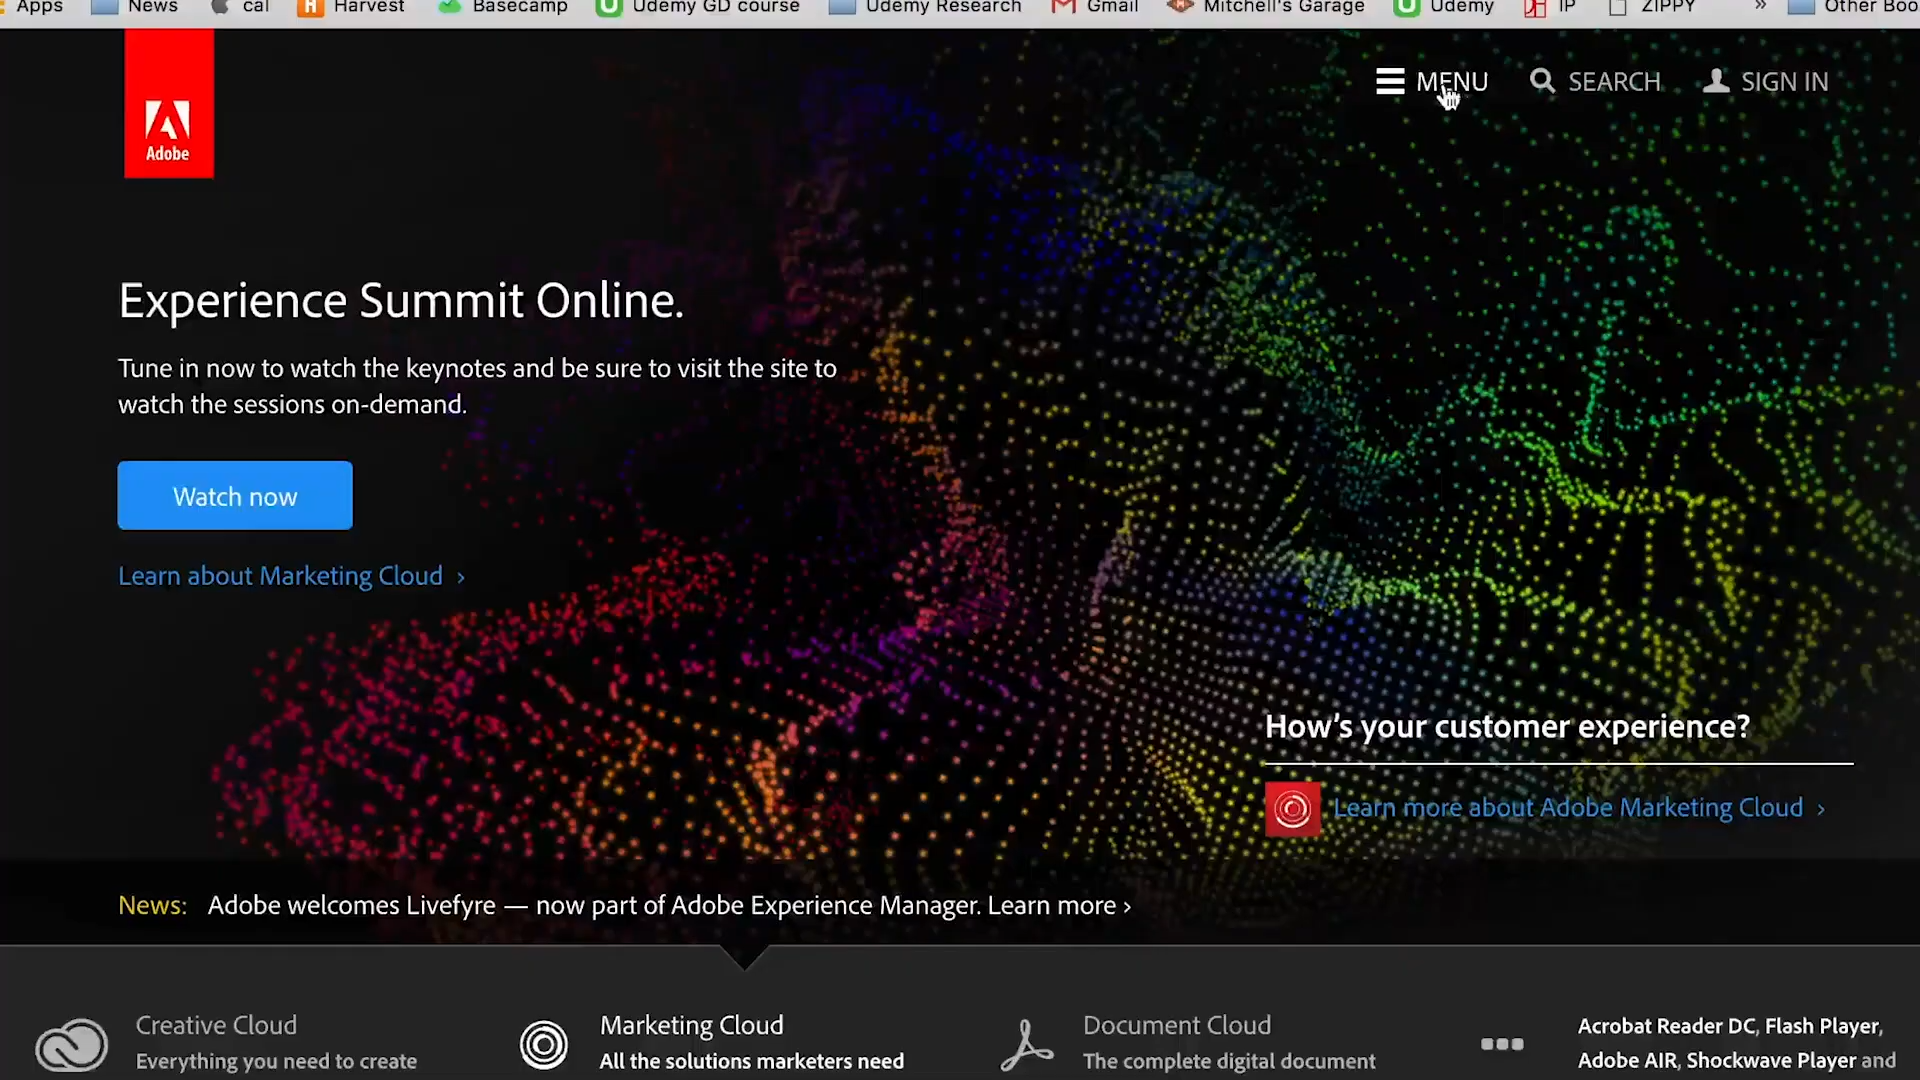 Apps News cal Harvest Basecamp Udemy GD course Udemy Research Gmail Mitchell's Garage Udemy IP ZIPPY » Other Boo
MENU SEARCH SIGN IN
Adobe
Experience Summit Online.
Tune in now to watch the keynotes and be sure to visit the site to
watch the sessions on-demand.
Watch now
Learn about Marketing Cloud ›
How's your customer experience?
Learn more about Adobe Marketing Cloud ›
News: Adobe welcomes Livefyre — now part of Adobe Experience Manager. Learn more ›
Creative Cloud
Everything you need to create
Marketing Cloud
All the solutions marketers need
Document Cloud
The complete digital document
Acrobat Reader DC, Flash Player,
Adobe AIR, Shockwave Player and